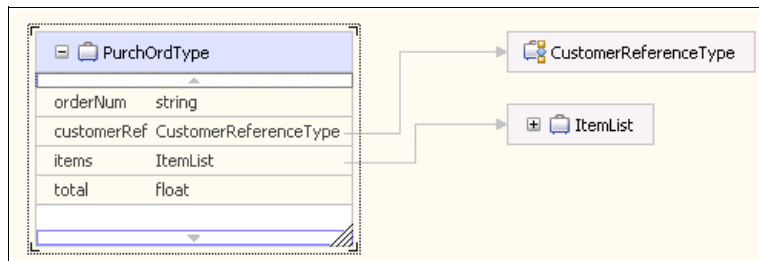 PurchOrdType
orderNum string
customerRef CustomerReferenceType
items ItemList
total float
CustomerReferenceType
ItemList